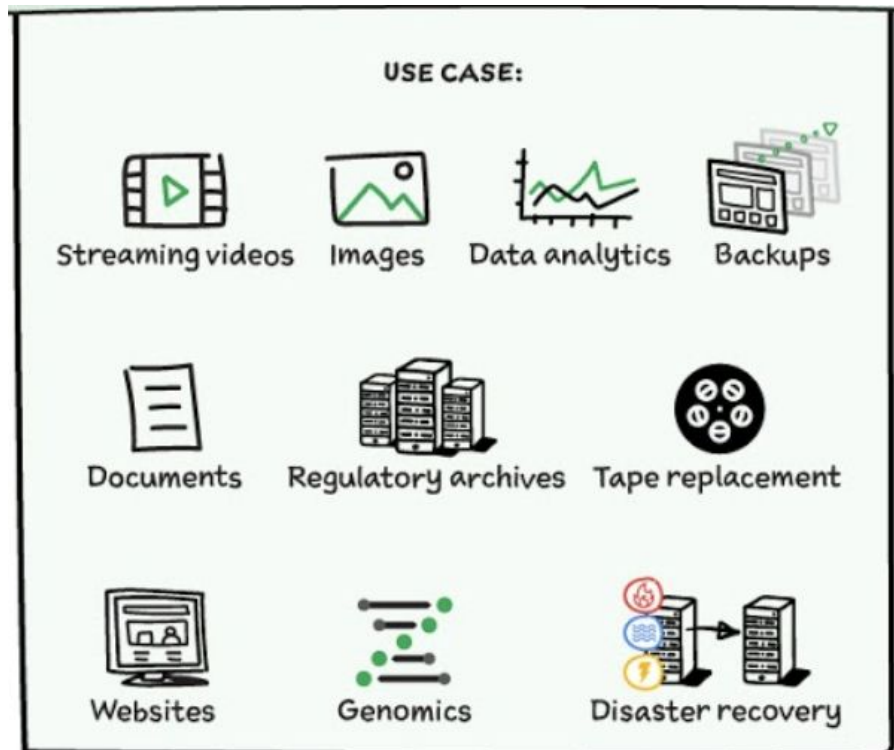 USE CASE:
Streaming videos Images Data analytics Backups
Documents Regulatory archives Tape replacement
Websites Genomics Disaster recovery